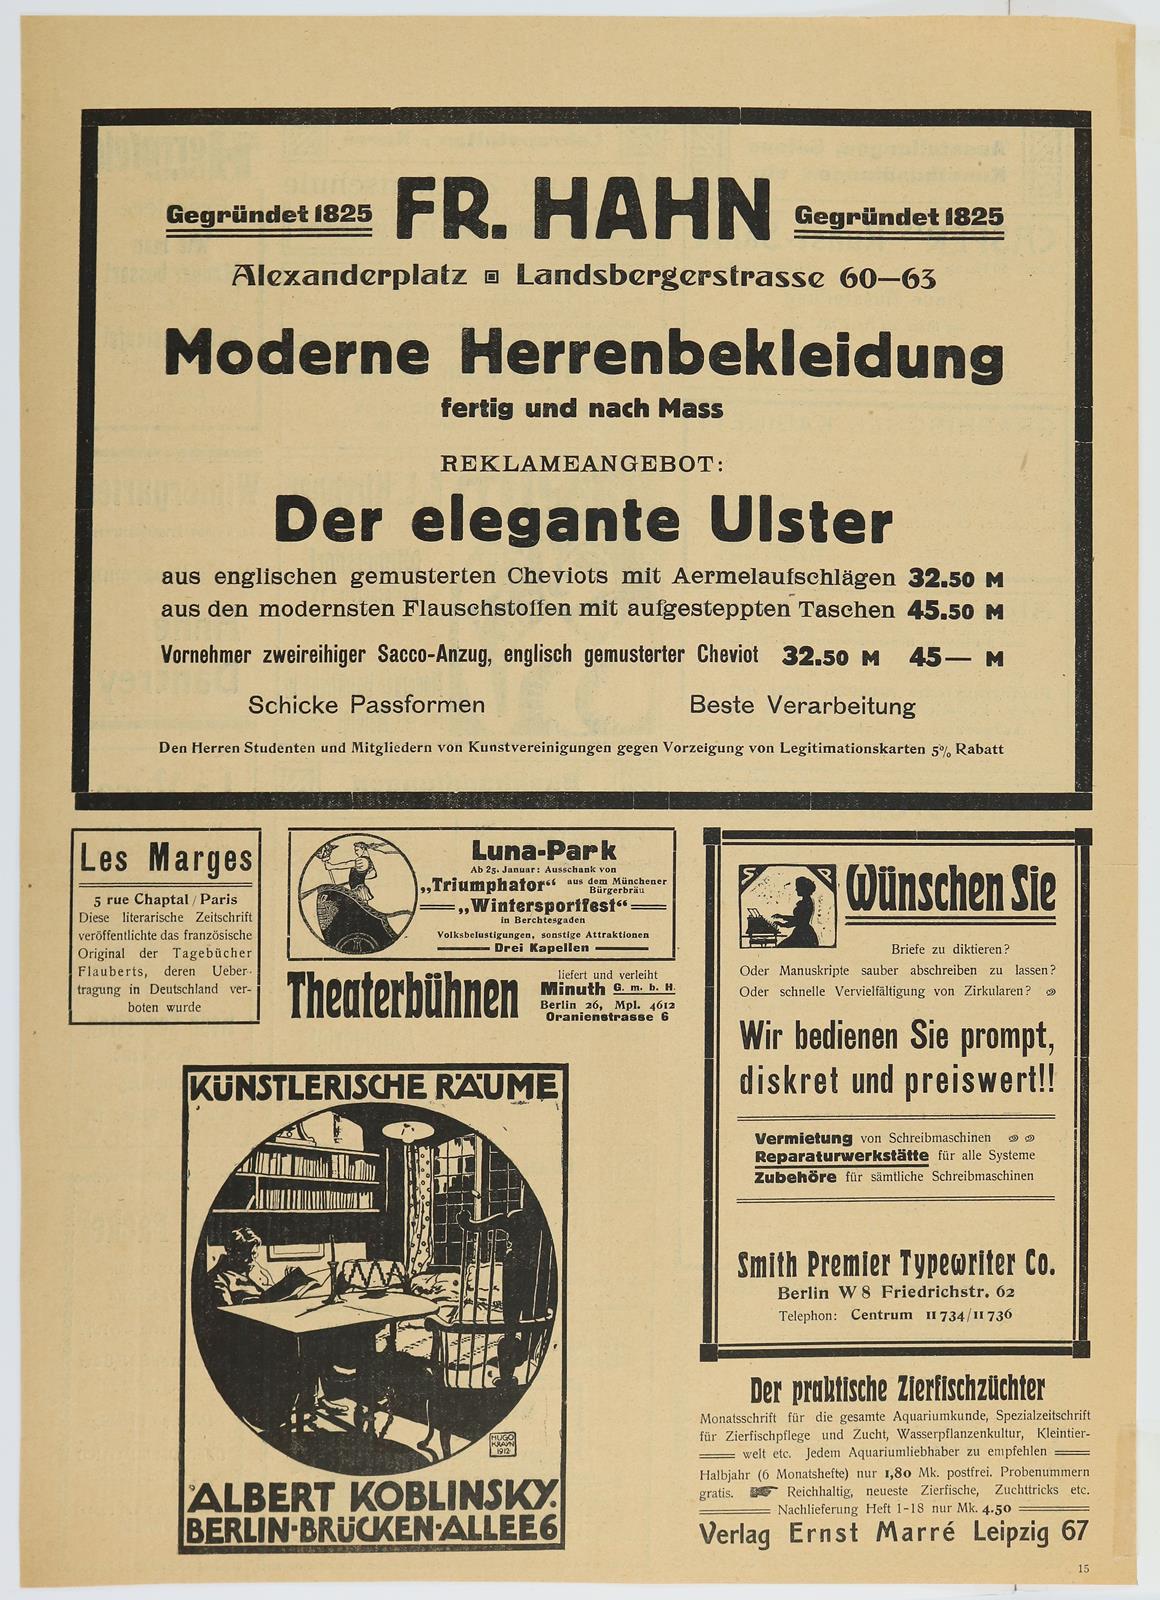 FR. HAHN
Gegründet 1825
Gegründet 1825
Alexanderplatz ▣ Landsbergerstrasse 60—63
Moderne Herrenbekleidung
fertig und nach Mass
REKLAMEANGEBOT:
Der elegante Ulster
aus englischen gemusterten Cheviots mit Aermelaufschlägen 32.50 M
aus den modernsten Flauschstoffen mit aufgesteppten Taschen 45.50 M
Vornehmer zweireihiger Sacco-Anzug, englisch gemusterter Cheviot 32.50 M 45— M
Schicke Passformen Beste Verarbeitung
Den Herren Studenten und Mitgliedern von Kunstvereinigungen gegen Vorzeigung von Legitimationskarten 5% Rabatt
Les Marges
5 rue Chaptal / Paris
Diese literarische Zeitschrift
veröffentlichte das französische
Original der Tagebücher
Flauberts, deren Ueber-
tragung in Deutschland ver-
boten wurde
Luna-Park
Ab 25. Januar: Ausschank von
„Triumphator“ aus dem Münchener
Bürgerbräu
„Wintersportfest“
in Berchtesgaden
Volksbelustigungen, sonstige Attraktionen
Drei Kapellen
Theaterbühnen
liefert und verleiht
Minuth G. m. b. H.
Berlin 26, Mpl. 4612
Oranienstrasse 6
KÜNSTLERISCHE RÄUME
HUGO
KRAYN
1912
ALBERT KOBLINSKY.
BERLIN·BRÜCKEN·ALLEE 6
S R
Wünschen Sie
Briefe zu diktieren?
Oder Manuskripte sauber abschreiben zu lassen?
Oder schnelle Vervielfältigung von Zirkularen?
Wir bedienen Sie prompt,
diskret und preiswert!!
Vermietung von Schreibmaschinen
Reparaturwerkstätte für alle Systeme
Zubehöre für sämtliche Schreibmaschinen
Smith Premier Typewriter Co.
Berlin W 8 Friedrichstr. 62
Telephon: Centrum 11 734/11 736
Der praktische Zierfischzüchter
Monatsschrift für die gesamte Aquariumkunde, Spezialzeitschrift
für Zierfischpflege und Zucht, Wasserpflanzenkultur, Kleintier-
welt etc. Jedem Aquariumliebhaber zu empfehlen
Halbjahr (6 Monatshefte) nur 1,80 Mk. postfrei. Probenummern
gratis. ☛ Reichhaltig, neueste Zierfische, Zuchttricks etc.
Nachlieferung Heft 1-18 nur Mk. 4.50
Verlag Ernst Marré Leipzig 67
15